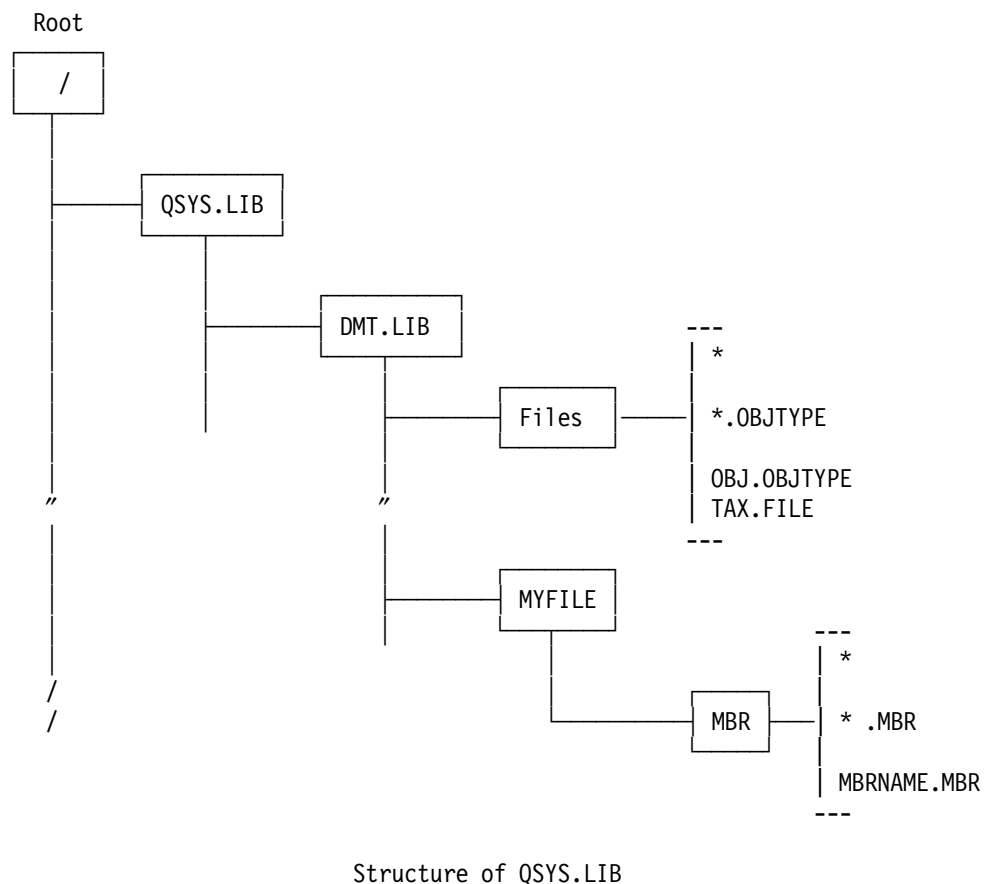 Root
/
QSYS.LIB
DMT.LIB
*
Files
*.OBJTYPE
OBJ.OBJTYPE
TAX.FILE
MYFILE
*
MBR
* .MBR
MBRNAME.MBR
Structure of QSYS.LIB